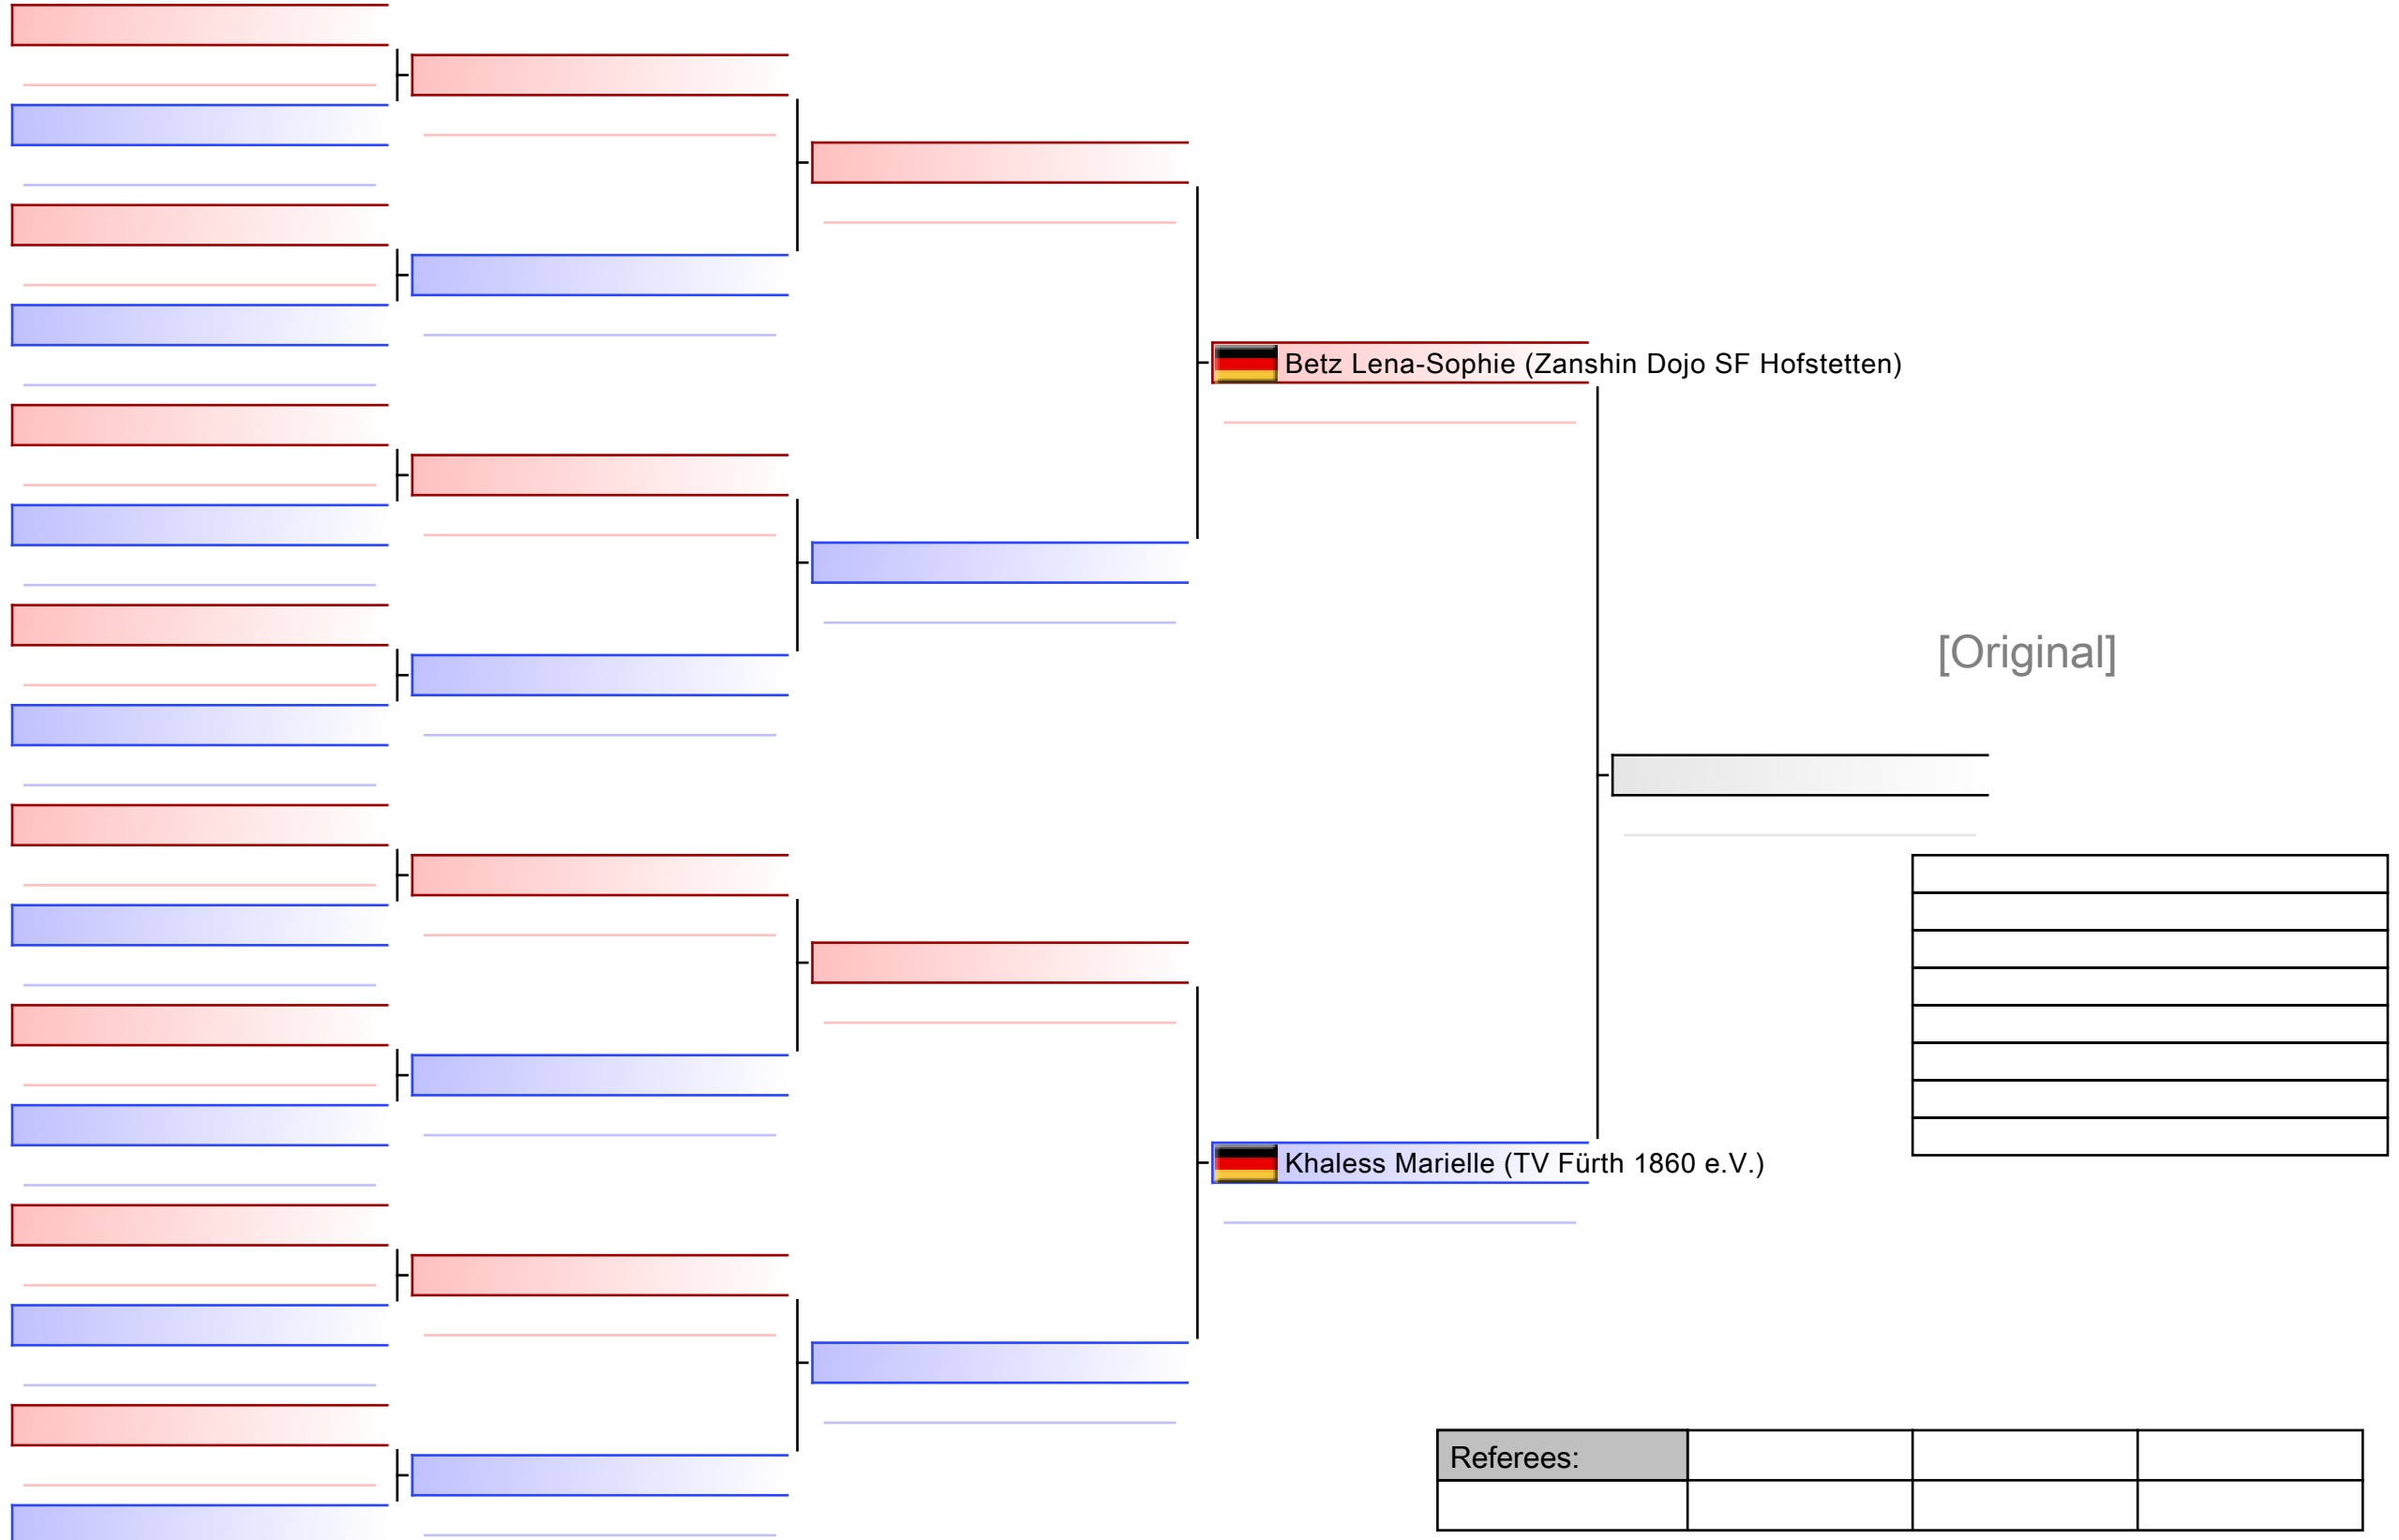 Betz Lena-Sophie (Zanshin Dojo SF Hofstetten)
[Original]
Khaless Marielle (TV Fürth 1860 e.V.)
Referees: